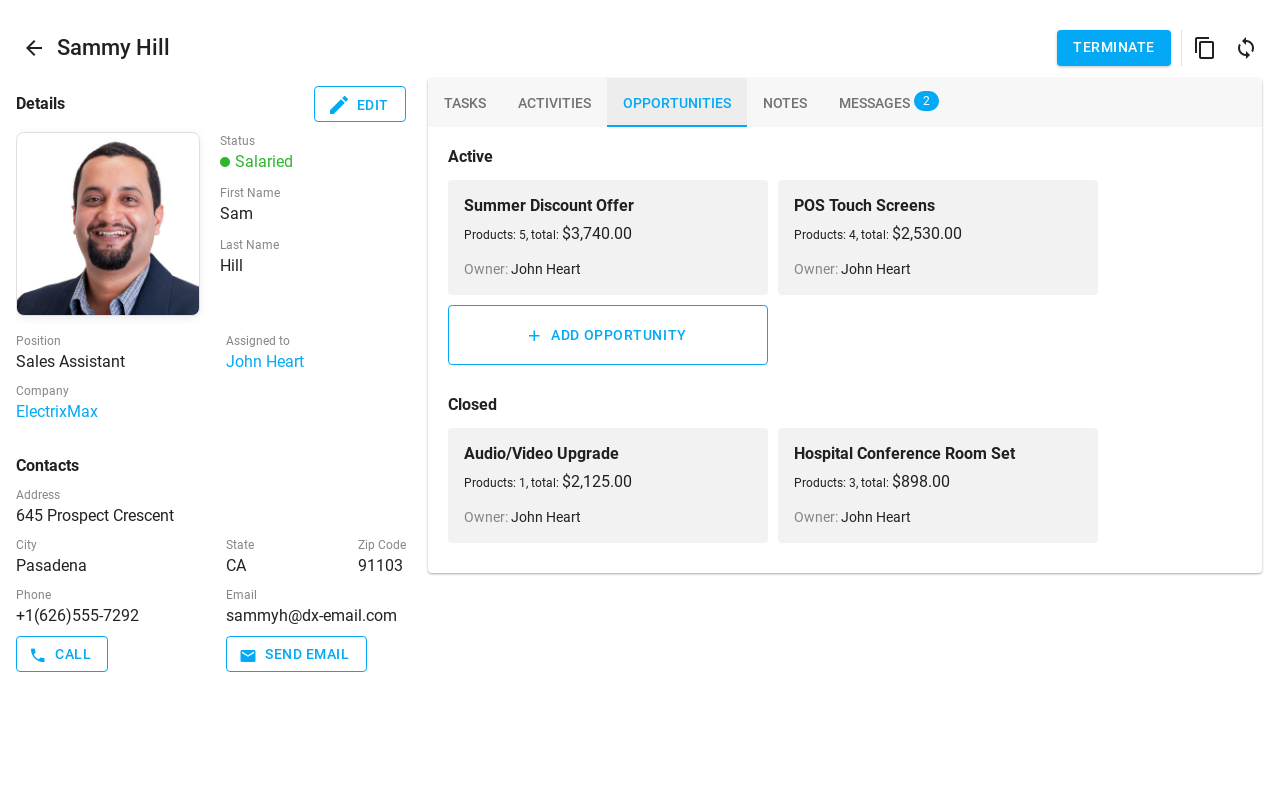 Sammy Hill
TERMINATE
Details
EDIT
Status
Salaried
First Name
Sam
Last Name
Hill
Position
Sales Assistant
Assigned to
John Heart
Company
ElectrixMax
Contacts
Address
645 Prospect Crescent
City
Pasadena
State
CA
Zip Code
91103
Phone
+1(626)555-7292
Email
sammyh@dx-email.com
CALL
SEND EMAIL
TASKS
ACTIVITIES
OPPORTUNITIES
NOTES
MESSAGES 2
Active
Summer Discount Offer
Products: 5, total: $3,740.00
Owner: John Heart
POS Touch Screens
Products: 4, total: $2,530.00
Owner: John Heart
ADD OPPORTUNITY
Closed
Audio/Video Upgrade
Products: 1, total: $2,125.00
Owner: John Heart
Hospital Conference Room Set
Products: 3, total: $898.00
Owner: John Heart